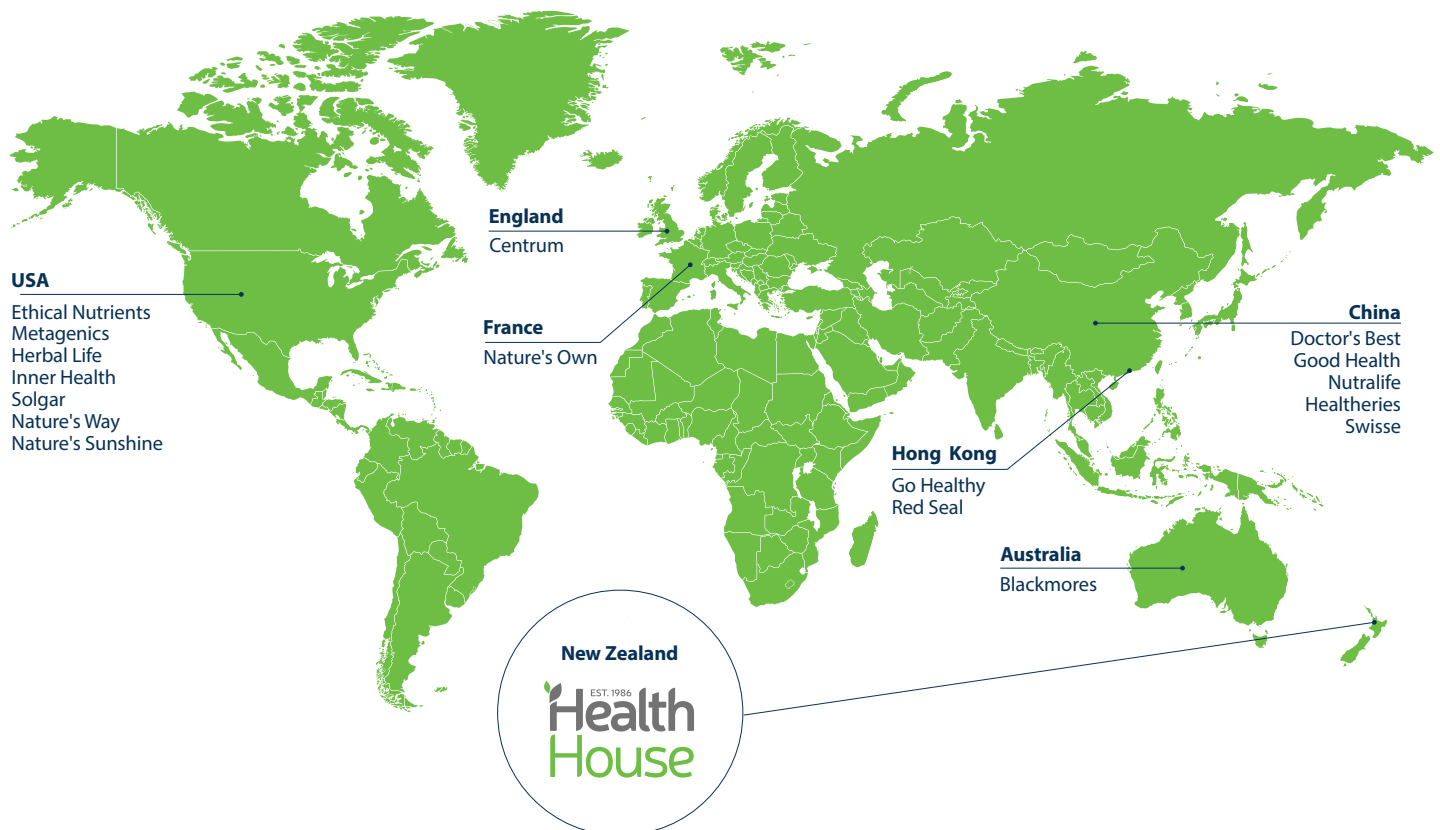 England
Centrum
USA
Ethical Nutrients
Metagenics
Herbal Life
Inner Health
Solgar
Nature's Way
Nature's Sunshine
France
Nature's Own
China
Doctor's Best
Good Health
Nutralife
Healtheries
Swisse
Hong Kong
Go Healthy
Red Seal
Australia
Blackmores
New Zealand
EST. 1986
Health
House